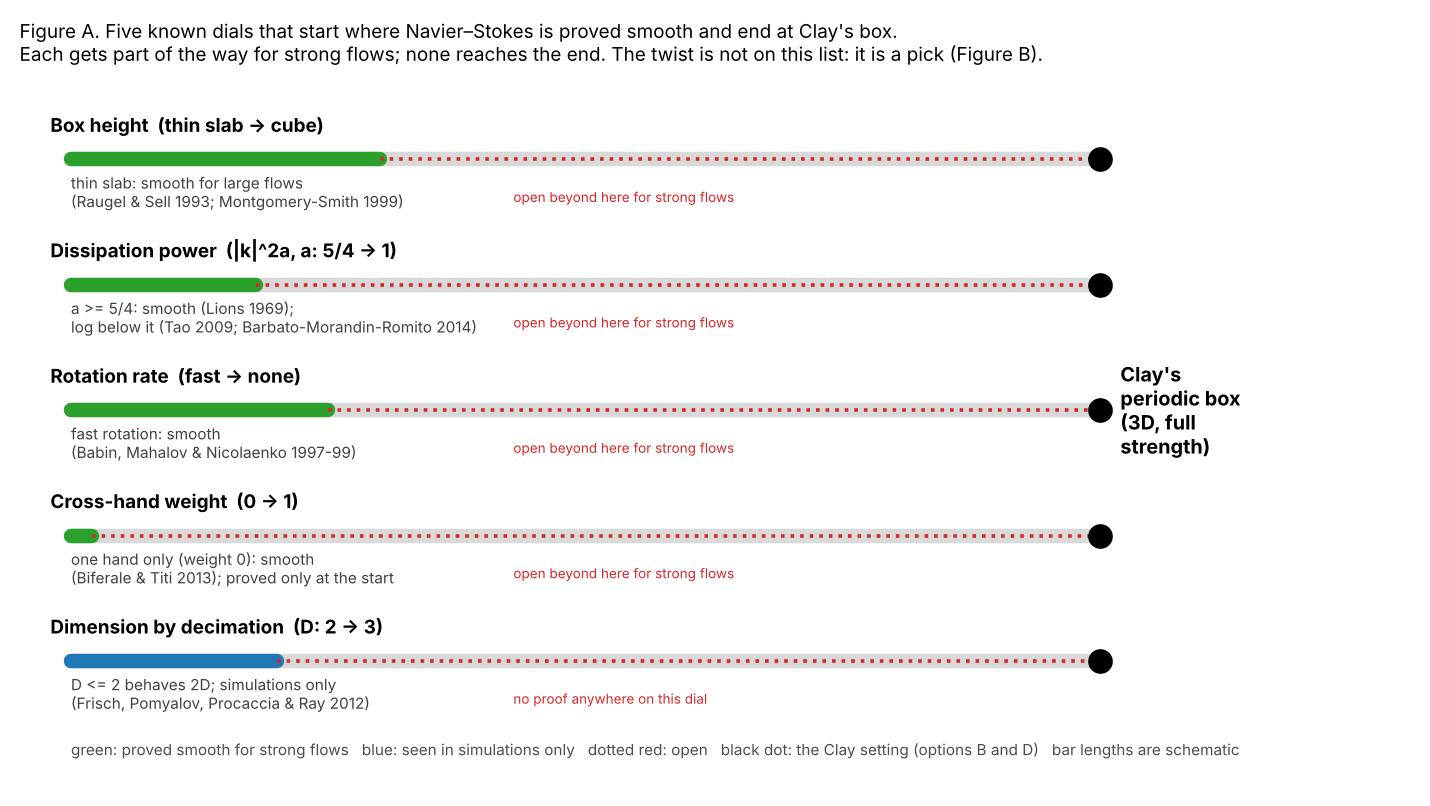 Figure A. Five known dials that start where Navier–Stokes is proved smooth and end at Clay's box.
Each gets part of the way for strong flows; none reaches the end. The twist is not on this list: it is a pick (Figure B).
Box height (thin slab → cube)
thin slab: smooth for large flows
(Raugel & Sell 1993; Montgomery-Smith 1999)
open beyond here for strong flows
Dissipation power (|k|^2a, a: 5/4 → 1)
a >= 5/4: smooth (Lions 1969);
log below it (Tao 2009; Barbato-Morandin-Romito 2014)
open beyond here for strong flows
Rotation rate (fast → none)
fast rotation: smooth
(Babin, Mahalov & Nicolaenko 1997-99)
open beyond here for strong flows
Clay's
periodic box
(3D, full
strength)
Cross-hand weight (0 → 1)
one hand only (weight 0): smooth
(Biferale & Titi 2013); proved only at the start
open beyond here for strong flows
Dimension by decimation (D: 2 → 3)
D <= 2 behaves 2D; simulations only
(Frisch, Pomyalov, Procaccia & Ray 2012)
no proof anywhere on this dial
green: proved smooth for strong flows blue: seen in simulations only dotted red: open black dot: the Clay setting (options B and D) bar lengths are schematic